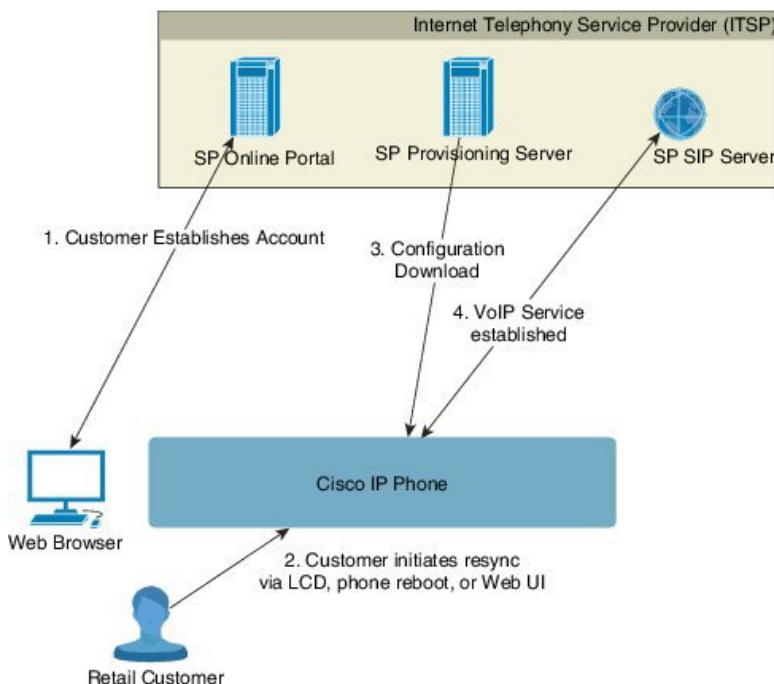 Internet Telephony Service Provider (ITSP)
SP Online Portal
SP Provisioning Server
SP SIP Server
1. Customer Establishes Account
3. Configuration
Download
4. VoIP Service
established
Cisco IP Phone
Web Browser
2. Customer initiates resync
via LCD, phone reboot, or Web UI
Retail Customer